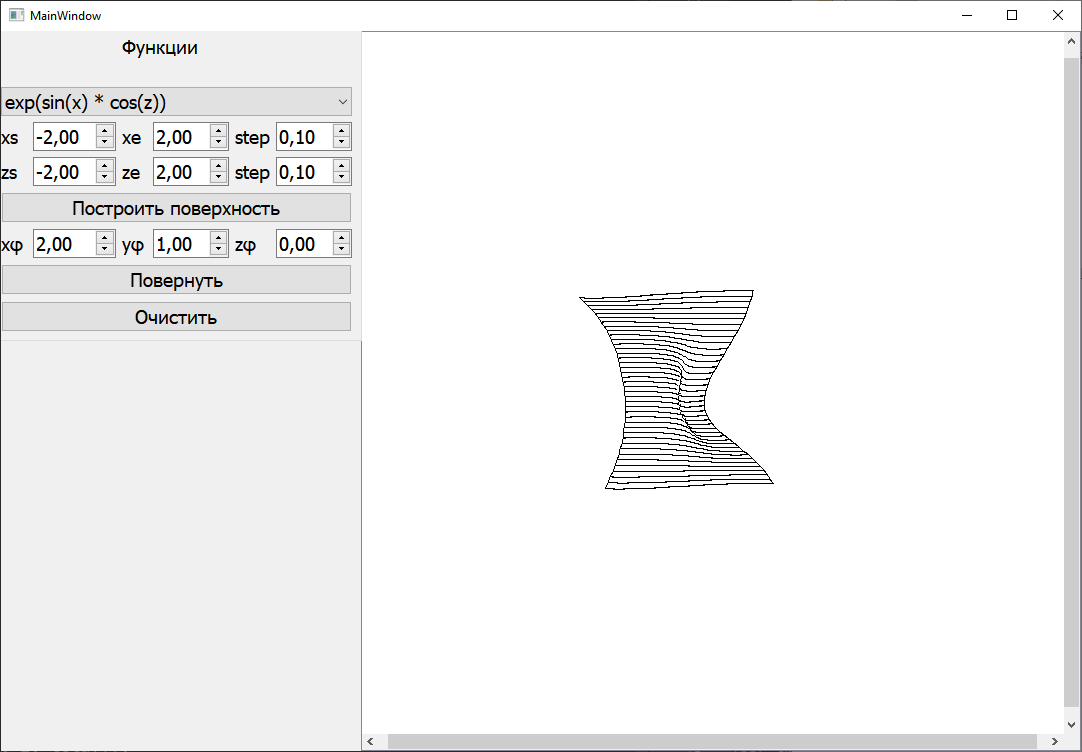 MainWindow
Функции
exp(sin(x) * cos(z))
xs -2,00 xe 2,00 step 0,10
zs -2,00 ze 2,00 step 0,10
Построить поверхность
xφ 2,00 yφ 1,00 zφ 0,00
Повернуть
Очистить